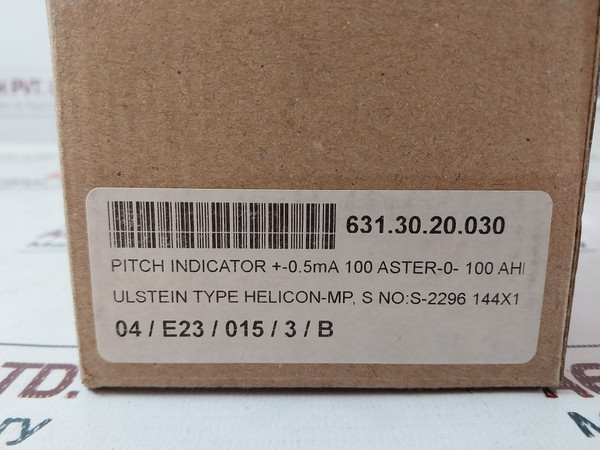 631.30.20.030
PITCH INDICATOR +-0.5mA 100 ASTER-0- 100 AH
ULSTEIN TYPE HELICON-MP, S NO:S-2296 144X1
04 / E23 / 015 / 3 / B